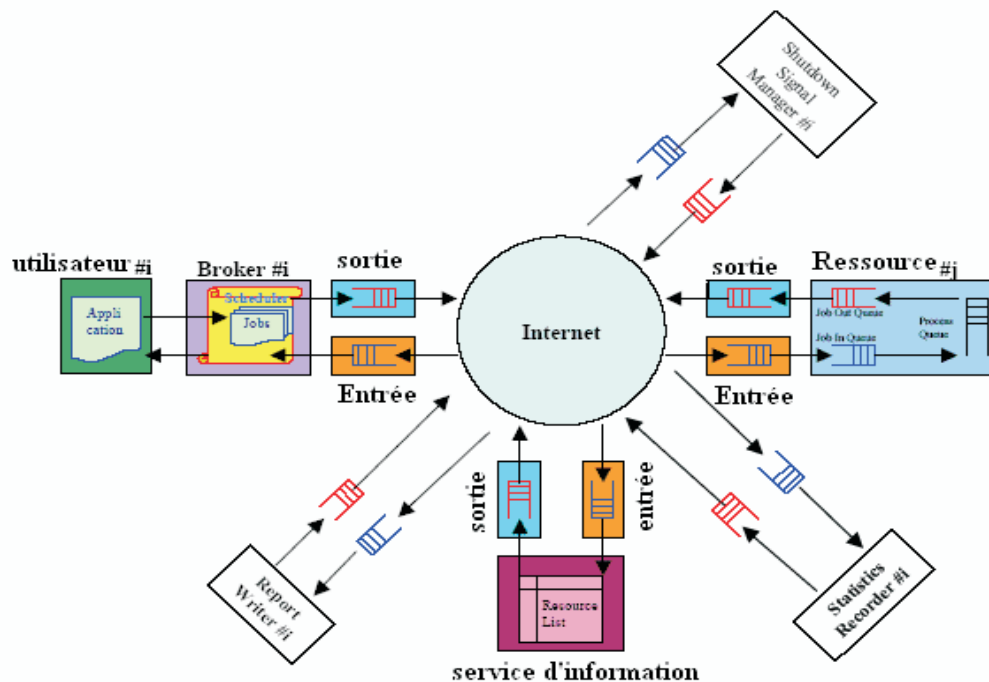 Shutdown
Signal
Manager #i
utilisateur #i
Broker #i
sortie
sortie
Ressource #j
Scheduler
Appli
cation
Jobs
Internet
Job Out Queue
Process
Queue
Job In Queue
Entrée
Entrée
sortie
entrée
Report
Writer #i
Resource
List
Statistics
Recorder #i
service d'information